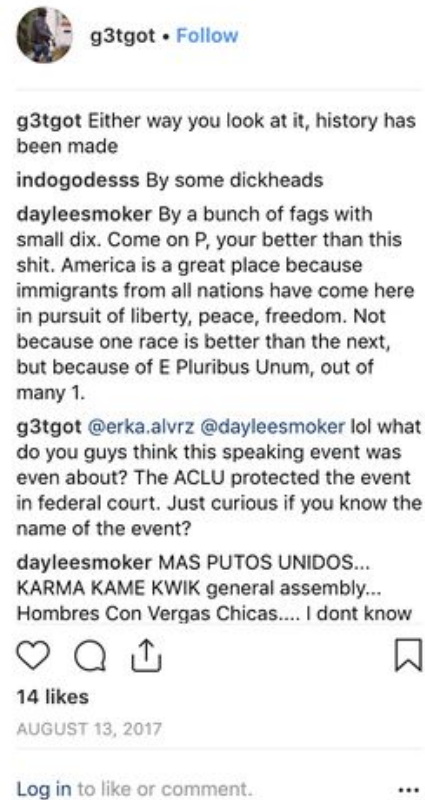 g3tgot • Follow
g3tgot Either way you look at it, history has
been made
indogodesss By some dickheads
dayleesmoker By a bunch of fags with
small dix. Come on P, your better than this
shit. America is a great place because
immigrants from all nations have come here
in pursuit of liberty, peace, freedom. Not
because one race is better than the next,
but because of E Pluribus Unum, out of
many 1.
g3tgot @erka.alvrz @dayleesmoker lol what
do you guys think this speaking event was
even about? The ACLU protected the event
in federal court. Just curious if you know the
name of the event?
dayleesmoker MAS PUTOS UNIDOS...
KARMA KAME KWIK general assembly...
Hombres Con Vergas Chicas.... I dont know
14 likes
AUGUST 13, 2017
Log in to like or comment.